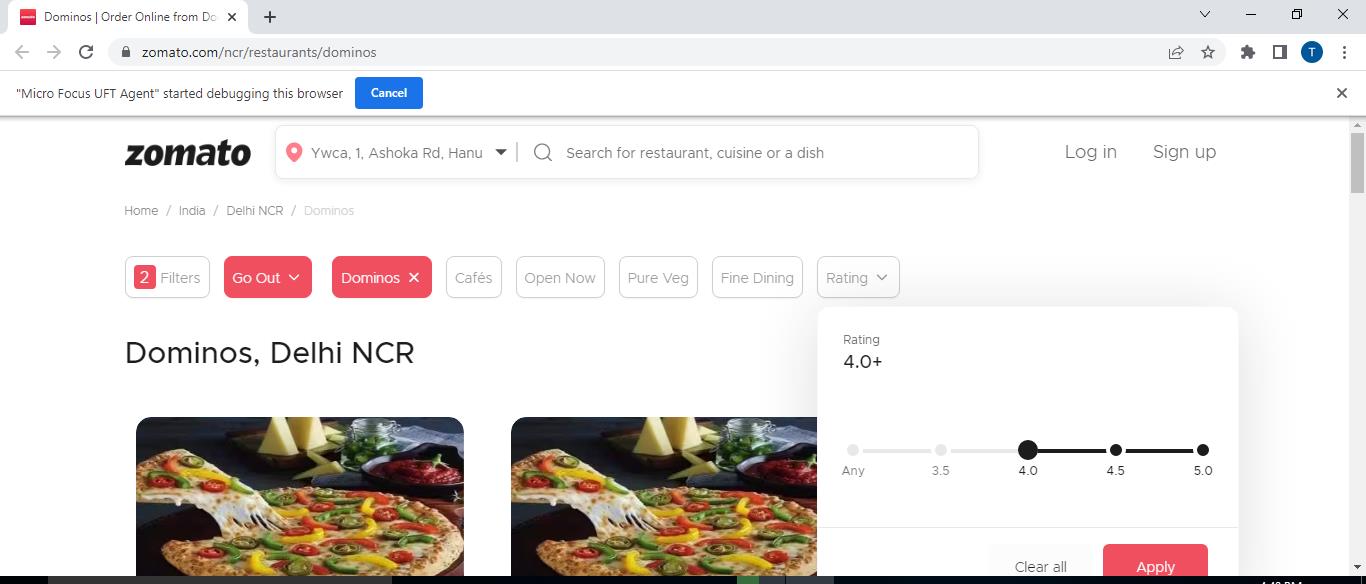 Dominos | Order Online from Do
zomato.com/ncr/restaurants/dominos
T
"Micro Focus UFT Agent" started debugging this browser
Cancel
zomato
Ywca, 1, Ashoka Rd, Hanu
Search for restaurant, cuisine or a dish
Log in
Sign up
Home / India / Delhi NCR / Dominos
2 Filters
Go Out
Dominos
Cafés
Open Now
Pure Veg
Fine Dining
Rating
Dominos, Delhi NCR
Rating
4.0+
Any 3.5 4.0 4.5 5.0
Clear all
Apply